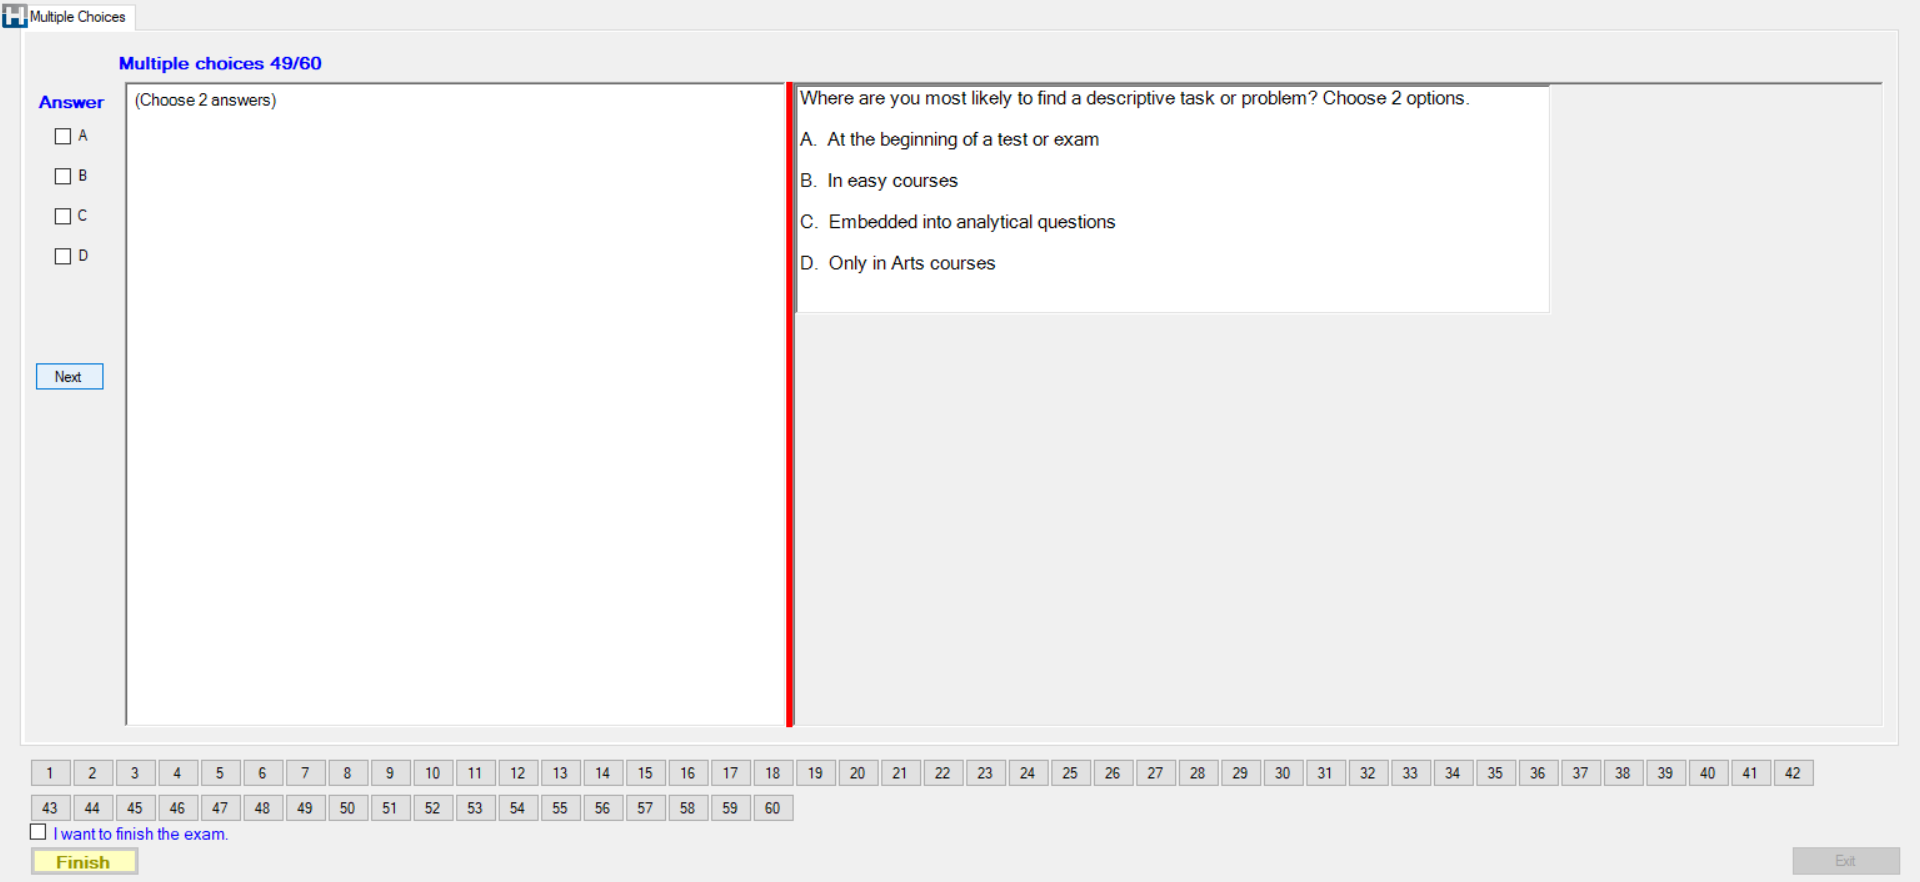 Multiple Choices
Multiple choices 49/60
Answer
A
B
C
D
Next
(Choose 2 answers)
Where are you most likely to find a descriptive task or problem? Choose 2 options.
A. At the beginning of a test or exam
B. In easy courses
C. Embedded into analytical questions
D. Only in Arts courses
1 2 3 4 5 6 7 8 9 10 11 12 13 14 15 16 17 18 19 20 21 22 23 24 25 26 27 28 29 30 31 32 33 34 35 36 37 38 39 40 41 42
43 44 45 46 47 48 49 50 51 52 53 54 55 56 57 58 59 60
I want to finish the exam.
Finish
Exit